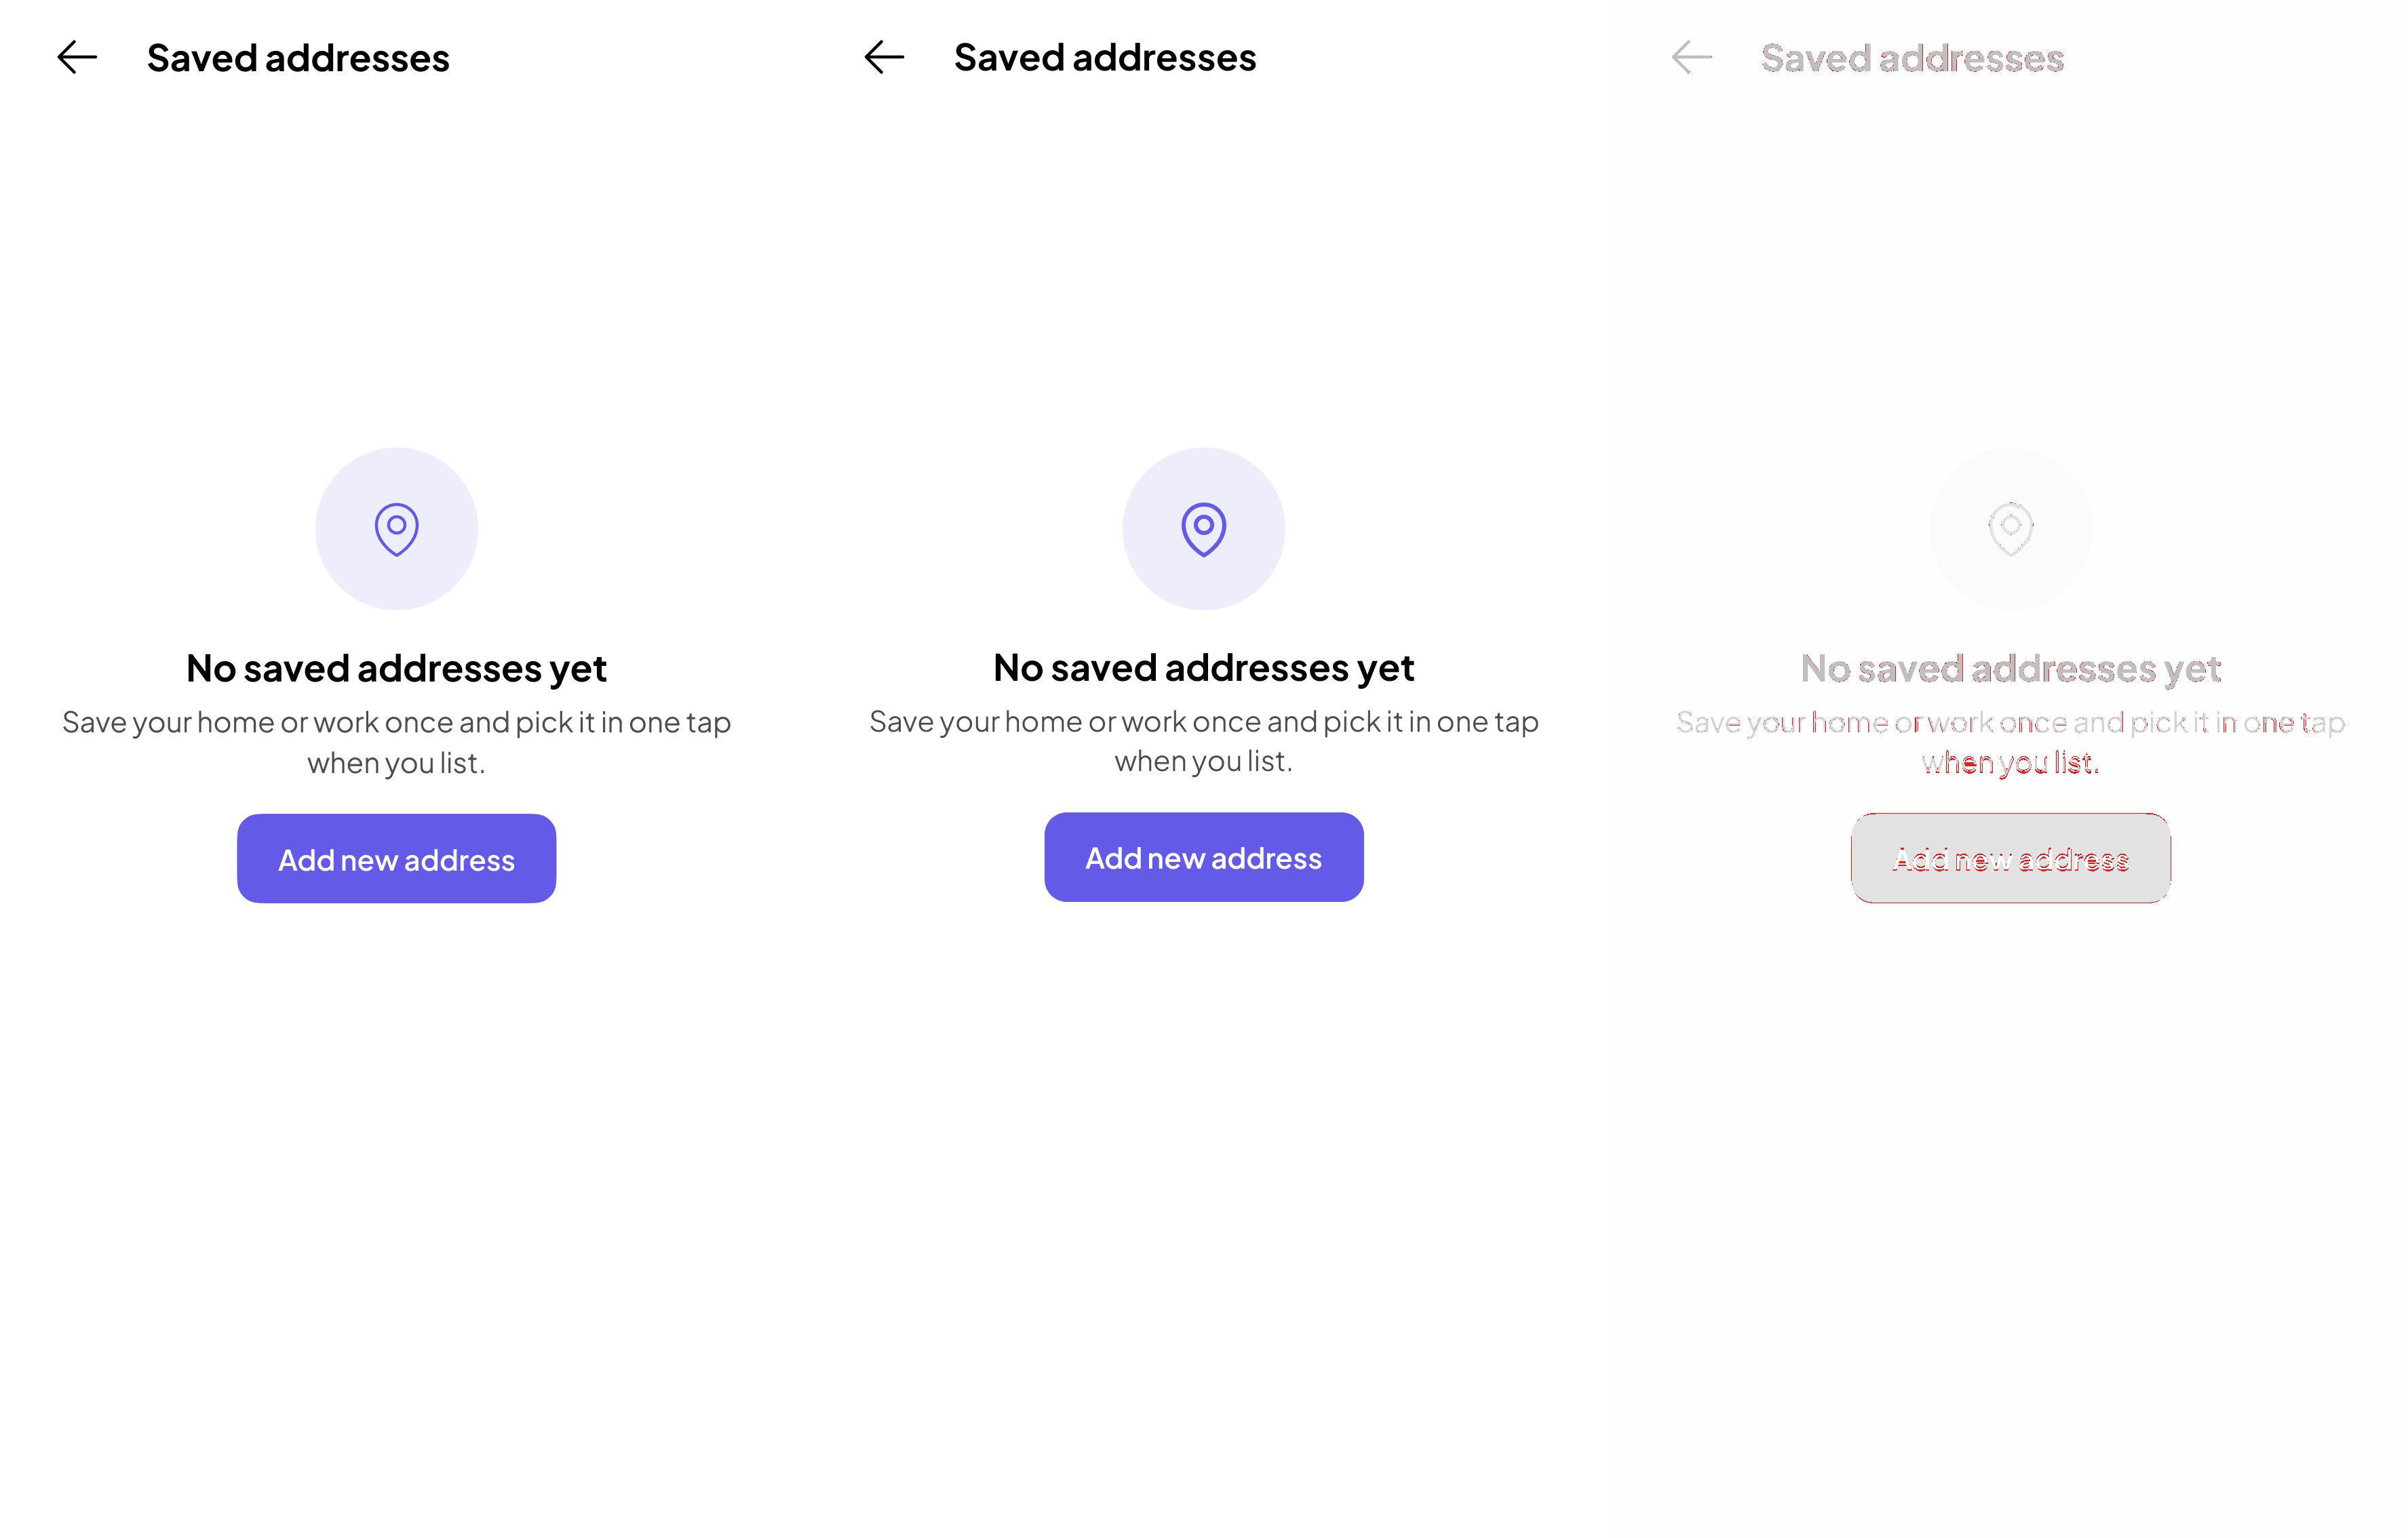 Saved addresses
No saved addresses yet
Save your home or work once and pick it in one tap
when you list.
Add new address
Saved addresses
No saved addresses yet
Save your home or work once and pick it in one tap
when you list.
Add new address
Saved addresses
No saved addresses yet
Save your home or work once and pick it in one tap
when you list.
Add new address